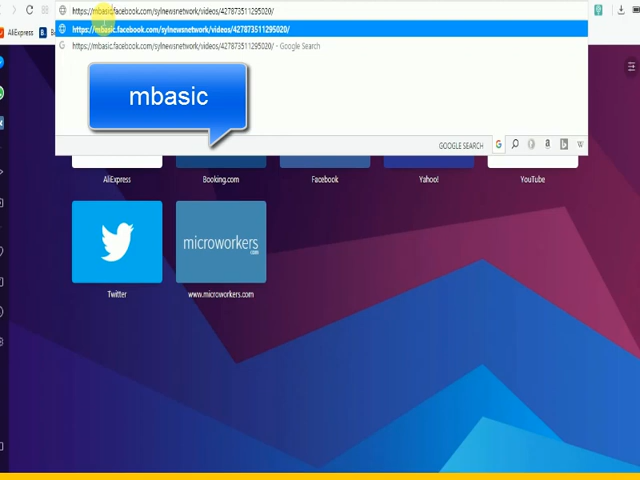 https://mbasic.facebook.com/sylnewsnetwork/videos/427873511295020/
AliExpress
https://mbasic.facebook.com/sylnewsnetwork/videos/427873511295020/
https://mbasic.facebook.com/sylnewsnetwork/videos/427873511295020/ - Google Search
mbasic
GOOGLE SEARCH
AliExpress
Booking.com
Facebook
Yahoo!
YouTube
microworkers
.com
Twitter
www.microworkers.com